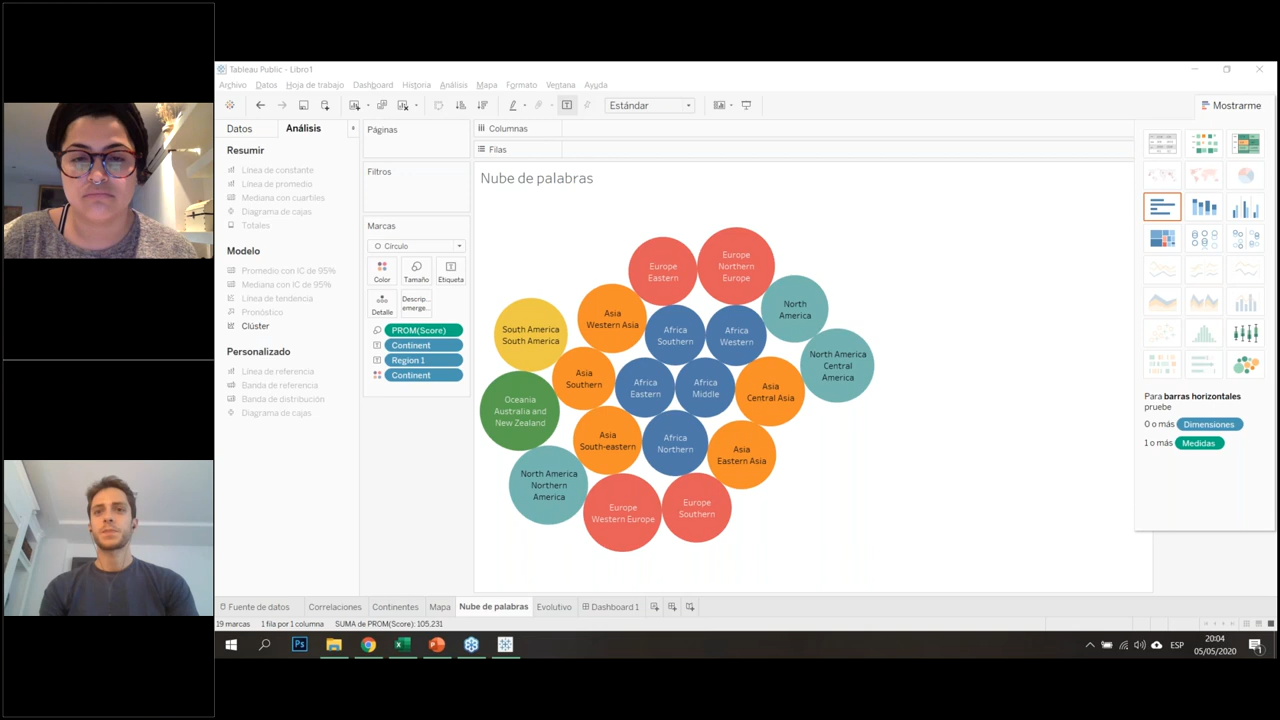 Tableau Public - Libro1
Archivo Datos Hoja de trabajo Dashboard Historia Análisis Mapa Formato Ventana Ayuda
Estándar
Mostrarme
Datos
Análisis
Resumir
Línea de constante
Línea de promedio
Mediana con cuartiles
Diagrama de cajas
Totales
Modelo
Promedio con IC de 95%
Mediana con IC de 95%
Línea de tendencia
Pronóstico
Clúster
Personalizado
Línea de referencia
Banda de referencia
Banda de distribución
Diagrama de cajas
Páginas
Filtros
Marcas
Círculo
Color
Tamaño
Etiqueta
Detalle
Descrip...
emerge...
PROM(Score)
Continent
Region 1
Continent
Columnas
Filas
Nube de palabras
Europe
Eastern
Europe
Northern
Europe
North
America
Asia
Western Asia
South America
South America
Africa
Southern
Africa
Western
North America
Central
America
Asia
Southern
Africa
Eastern
Africa
Middle
Asia
Central Asia
Oceania
Australia and
New Zealand
Asia
South-eastern
Africa
Northern
Asia
Eastern Asia
North America
Northern
America
Europe
Western Europe
Europe
Southern
Para barras horizontales
pruebe
0 o más Dimensiones
1 o más Medidas
Fuente de datos Correlaciones Continentes Mapa Nube de palabras Evolutivo Dashboard 1
19 marcas 1 fila por 1 columna SUMA de PROM(Score): 105.231
Ps
ESP
20:04
05/05/2020
1